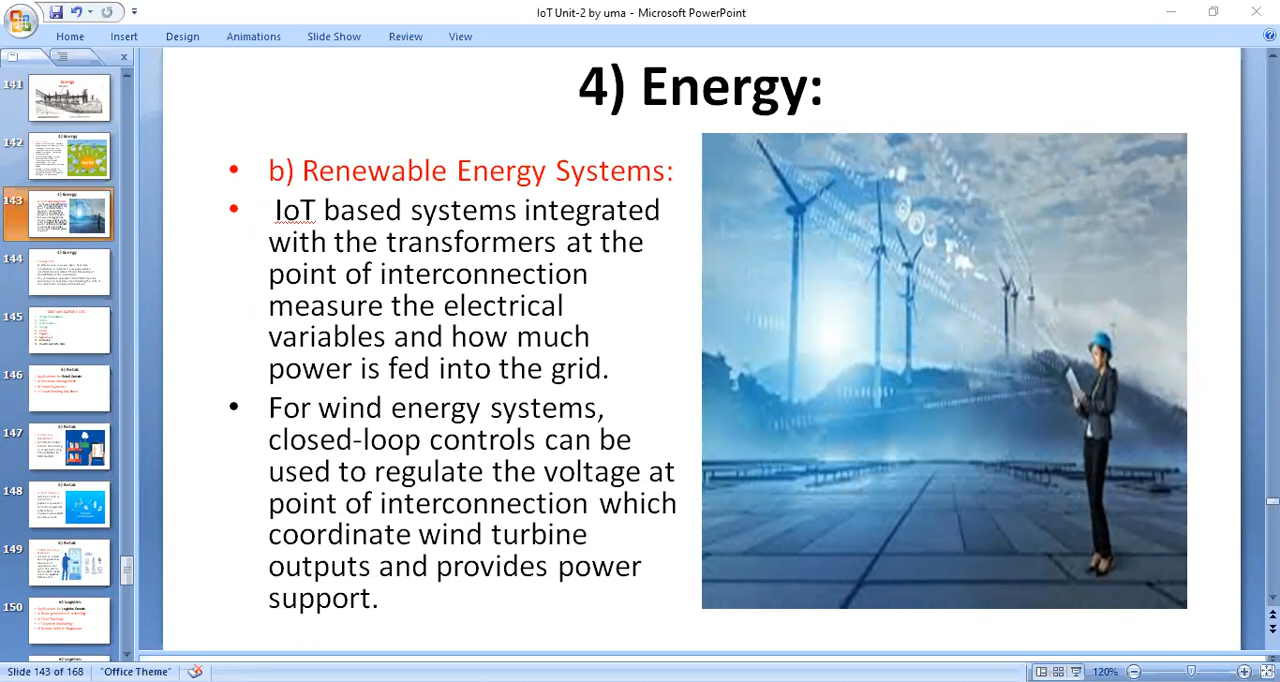 IoT Unit-2 by uma - Microsoft PowerPoint
Home Insert Design Animations Slide Show Review View
141
142
143
144
145
146
147
148
149
150
4) Energy:
• b) Renewable Energy Systems:
• IoT based systems integrated
with the transformers at the
point of interconnection
measure the electrical
variables and how much
power is fed into the grid.
• For wind energy systems,
closed-loop controls can be
used to regulate the voltage at
point of interconnection which
coordinate wind turbine
outputs and provides power
support.
Slide 143 of 168 "Office Theme" 120%